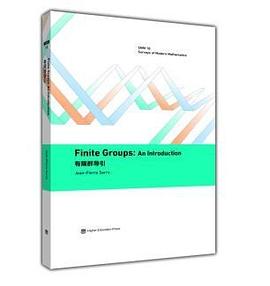 SMM 10
Surveys of Modern Mathematics
Finite Groups: An Introduction
有限群导引
Jean-Pierre Serre
Higher Education Press